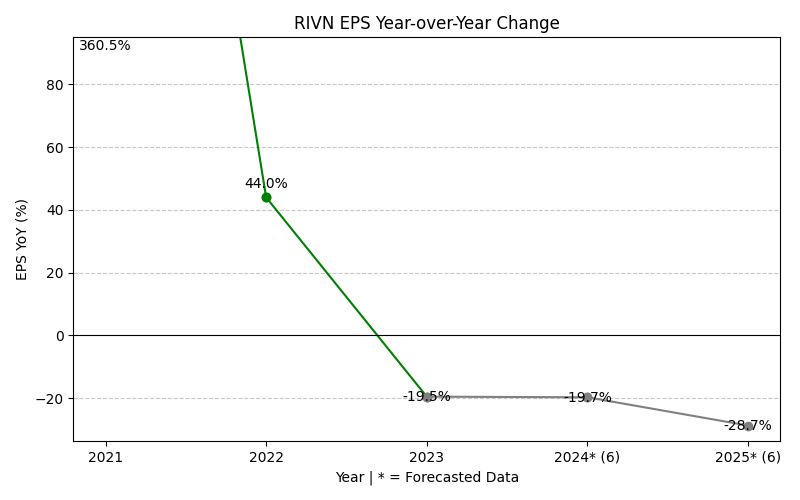 RIVN EPS Year-over-Year Change
360.5%
80
60
44.0%
40
20
0
-19.5%
-19.7%
−20
-28.7%
EPS YoY (%)
2021 2022 2023 2024* (6) 2025* (6)
Year | * = Forecasted Data